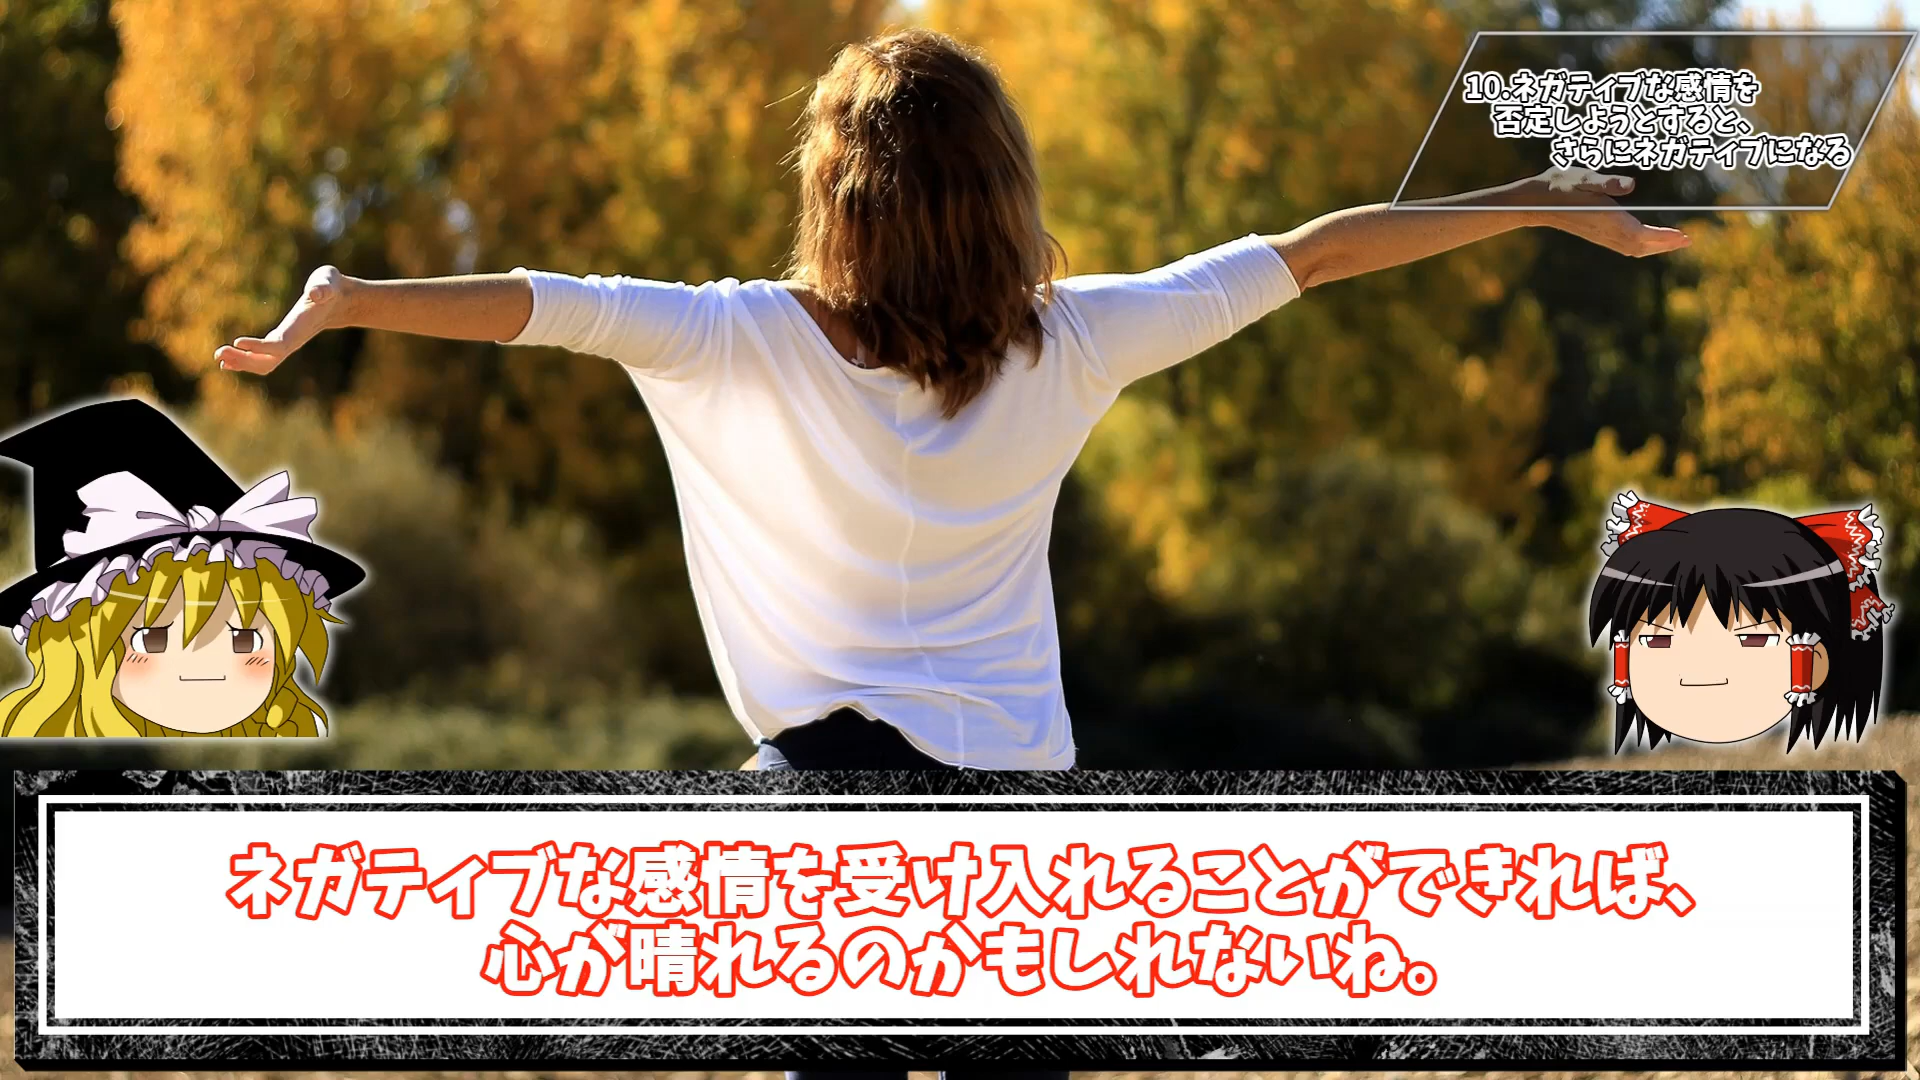 10.ネガティブな感情を
否定しようとすると、
さらにネガティブになる
ネガティブな感情を受け入れることができれば、
心が晴れるのかもしれないね。